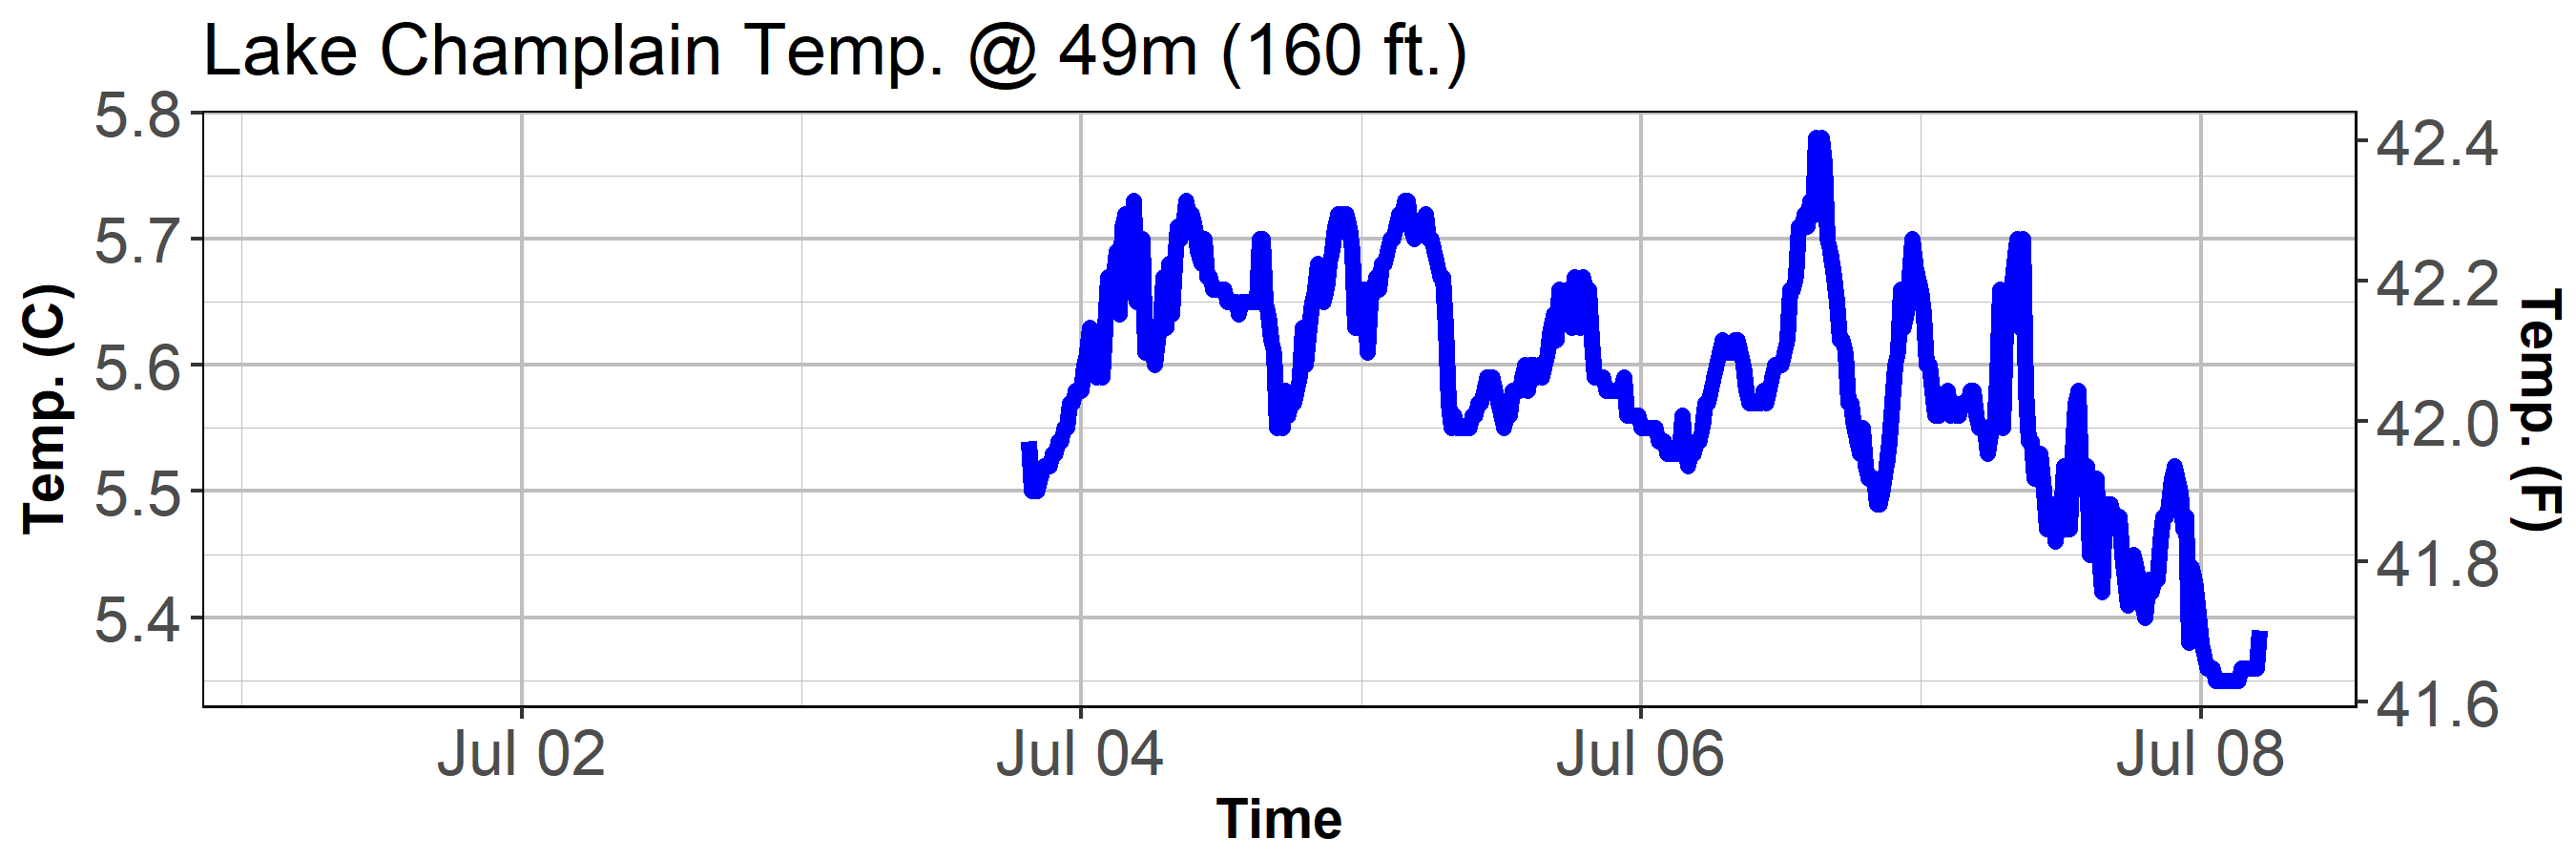 Lake Champlain Temp. @ 49m (160 ft.)
5.8
5.7
5.6
5.5
5.4
Temp. (C)
42.4
42.2
42.0
41.8
41.6
Temp. (F)
Jul 02 Jul 04 Jul 06 Jul 08
Time